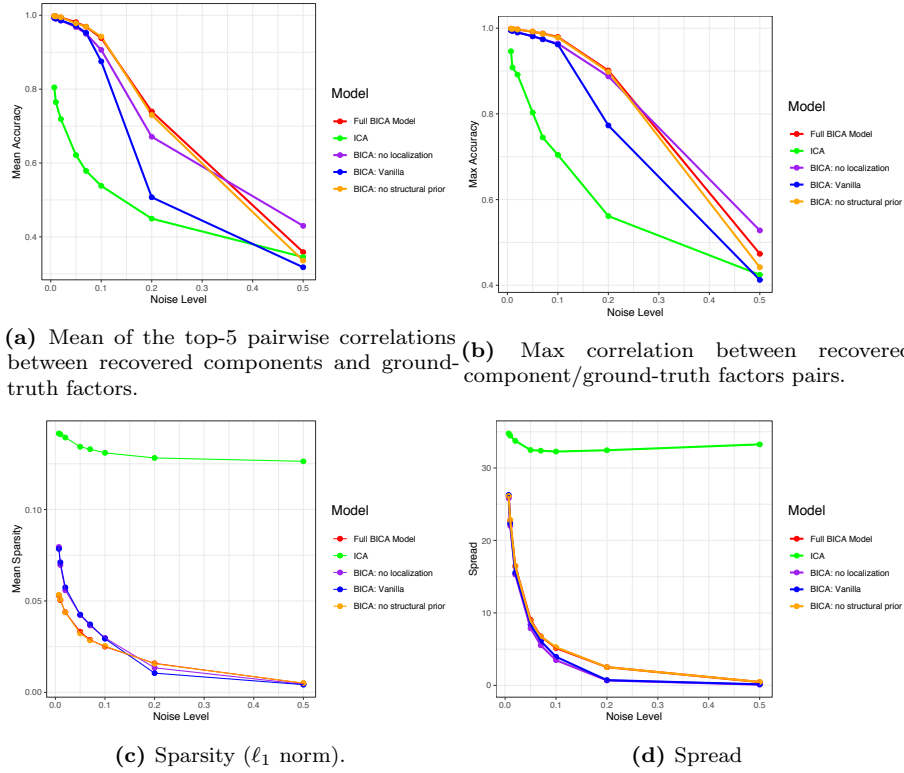 1.0
0.8
0.6
0.4
Mean Accuracy
0.0
0.1
0.2
0.3
0.4
0.5
Noise Level
Model
Full BICA Model
ICA
BICA: no localization
BICA: Vanilla
BICA: no structural prior
1.0
0.8
0.6
0.4
Max Accuracy
0.0
0.1
0.2
0.3
0.4
0.5
Noise Level
Model
Full BICA Model
ICA
BICA: no localization
BICA: Vanilla
BICA: no structural prior
(a) Mean of the top-5 pairwise correlations
between recovered components and ground-
truth factors.
(b) Max correlation between recovered
component/ground-truth factors pairs.
0.10
0.05
0.00
Mean Sparsity
0.0
0.1
0.2
0.3
0.4
0.5
Noise Level
Model
Full BICA Model
ICA
BICA: no localization
BICA: Vanilla
BICA: no structural prior
30
20
10
0
Spread
0.0
0.1
0.2
0.3
0.4
0.5
Noise Level
Model
Full BICA Model
ICA
BICA: no localization
BICA: Vanilla
BICA: no structural prior
(c) Sparsity (ℓ₁ norm).
(d) Spread